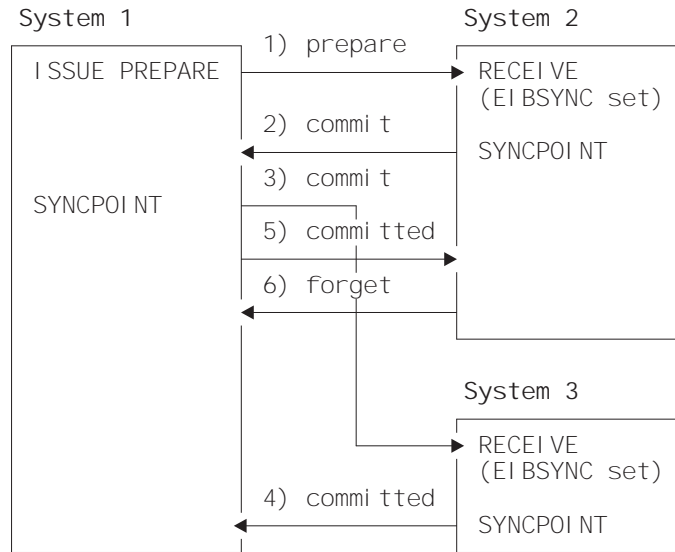 System 1
System 2
1) prepare
ISSUE PREPARE
RECEIVE
(EIBSYNC set)
2) commit
SYNCPOINT
3) commit
SYNCPOINT
5) committed
6) forget
System 3
RECEIVE
(EIBSYNC set)
4) committed
SYNCPOINT